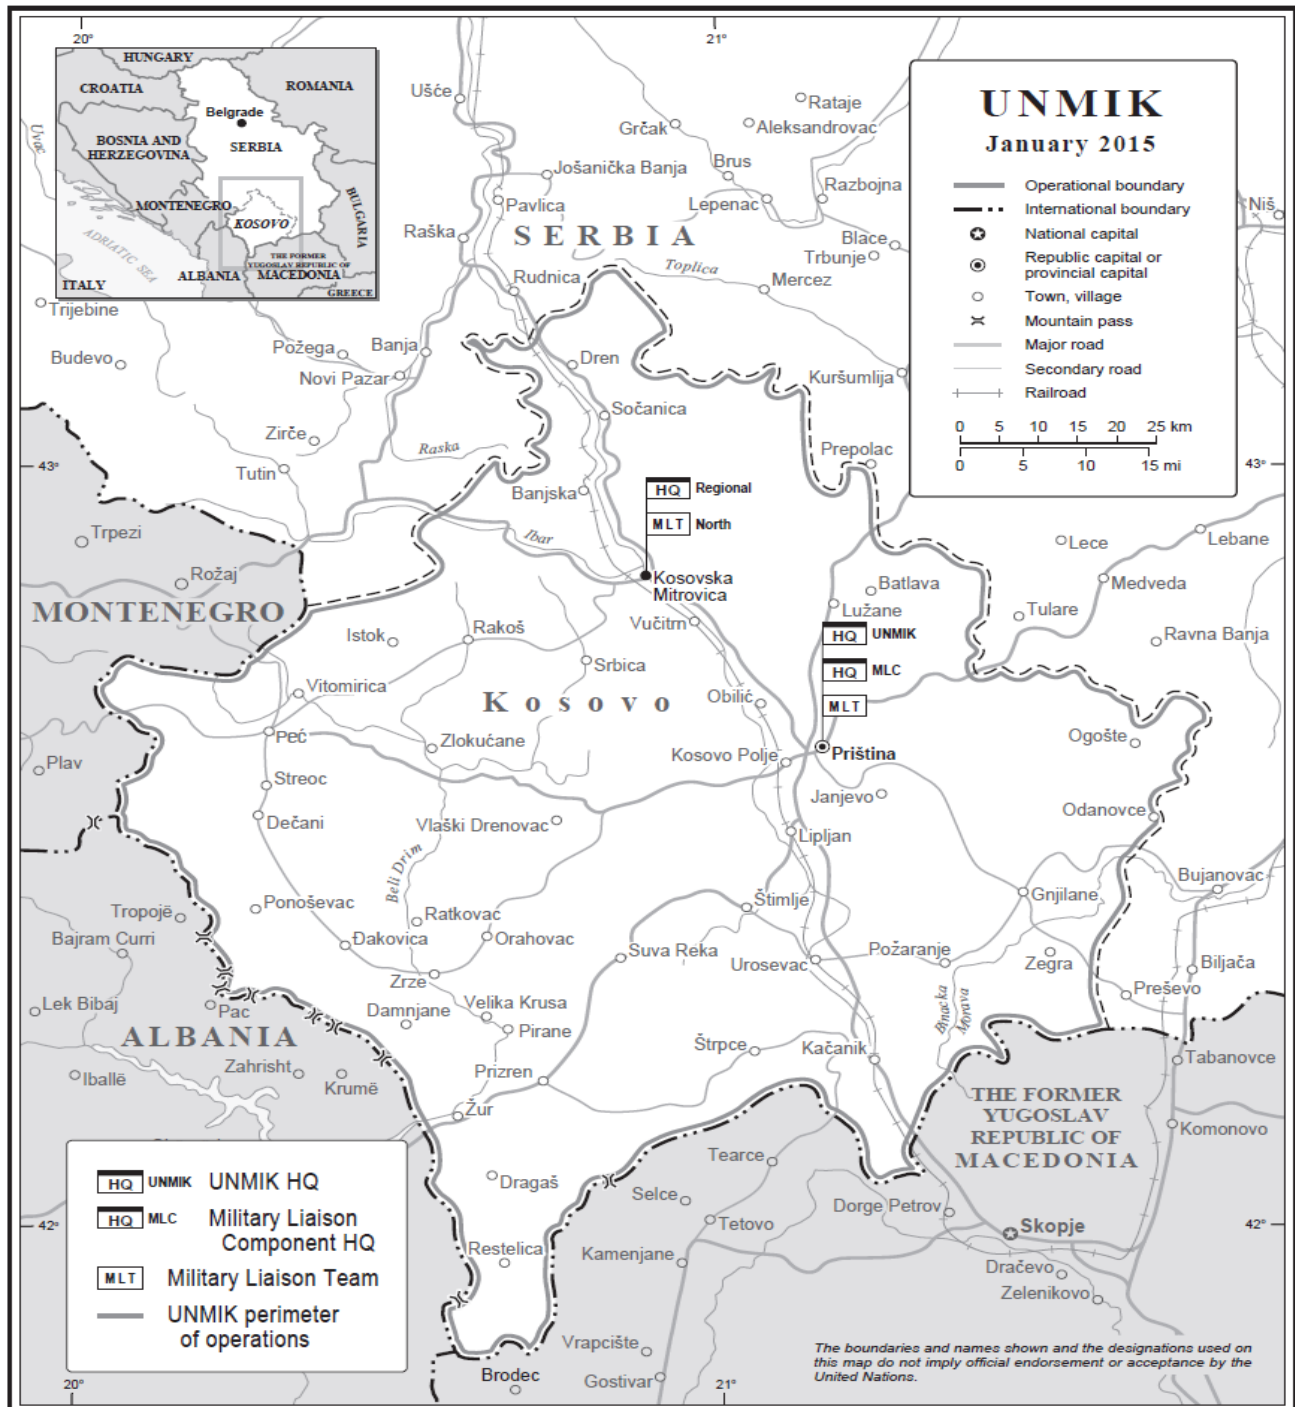 20°
21°
HUNGARY
CROATIA
ROMANIA
Belgrade
BOSNIA AND
HERZEGOVINA
SERBIA
MONTENEGRO
KOSOVO
BULGARIA
ADRIATIC SEA
THE FORMER
YUGOSLAV REPUBLIC OF
MACEDONIA
ALBANIA
ITALY
GREECE
UNMIK
January 2015
Operational boundary
International boundary
National capital
Republic capital or
provincial capital
Town, village
Mountain pass
Major road
Secondary road
Railroad
0 5 10 15 20 25 km
0 5 10 15 mi
Uvac
Ušće
Rataje
Grčak
Aleksandrovac
Jošanička Banja
Brus
Razbojna
Pavlica
Lepenac
Niš
Raška
SERBIA
Blace
Trbunje
Toplica
Rudnica
Mercez
Trijebine
Požega
Banja
Budevo
Dren
Novi Pazar
Kuršumlija
Sočanica
Zirče
Raska
Prepolac
43°
Tutin
43°
Banjska
HQ Regional
MLT North
Trpezi
Ibar
Lece
Lebane
Rožaj
Kosovska
Mitrovica
Batlava
Medveda
MONTENEGRO
Lužane
Tulare
Vučitrn
Istok
Rakoš
HQ UNMIK
Ravna Banja
Srbica
HQ MLC
Vitomirica
Kosovo
Obilić
MLT
Peć
Zlokućane
Ogošte
Plav
Kosovo Polje
Priština
Streoc
Janjevo
Dečani
Vlaški Drenovac
Odanovce
Lipljan
Beli Drim
Bujanovac
Ponoševac
Štimlje
Gnjilane
Tropojë
Ratkovac
Bajram Curri
Đakovica
Orahovac
Suva Reka
Urosevac
Požaranje
Zegra
Biljača
Zrze
Lek Bibaj
Pac
Damnjane
Velika Krusa
Binacka
Morava
Preševo
ALBANIA
Pirane
Štrpce
Kačanik
Tabanovce
Iballë
Zahrisht
Krumë
Prizren
THE FORMER
YUGOSLAV
REPUBLIC OF
MACEDONIA
Žur
Komonovo
Tearce
Dragaš
Selce
Dorge Petrov
42°
Tetovo
Skopje
42°
Restelica
Kamenjane
Dračevo
Zelenikovo
Vrapcište
Brodec
Gostivar
HQ UNMIK UNMIK HQ
HQ MLC Military Liaison
Component HQ
MLT Military Liaison Team
UNMIK perimeter
of operations
The boundaries and names shown and the designations used on
this map do not imply official endorsement or acceptance by the
United Nations.
20°
21°